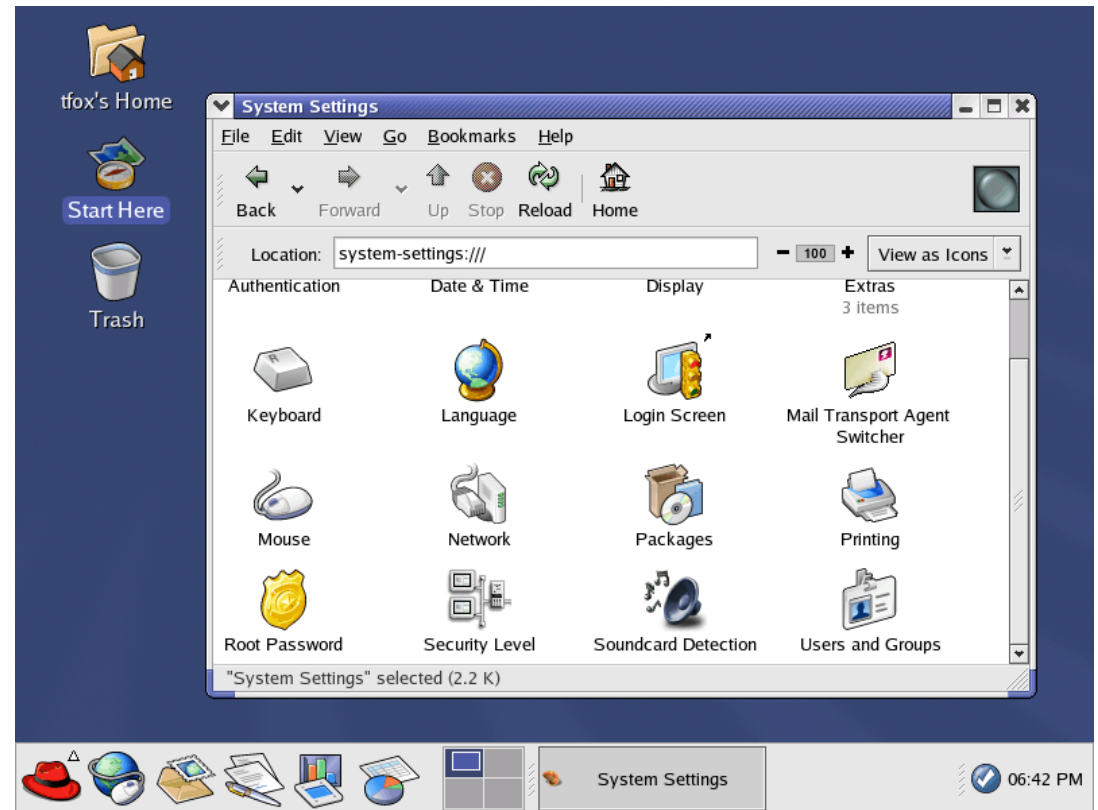 tfox's Home
Start Here
Trash
System Settings
File Edit View Go Bookmarks Help
Back Forward Up Stop Reload Home
Location: system-settings:/// 100 View as Icons
Authentication Date & Time Display Extras
3 items
Keyboard Language Login Screen Mail Transport Agent
Switcher
Mouse Network Packages Printing
Root Password Security Level Soundcard Detection Users and Groups
"System Settings" selected (2.2 K)
System Settings 06:42 PM